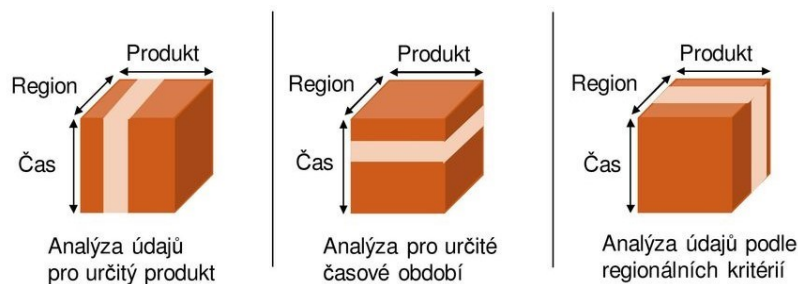 Produkt
Region
Čas
Analýza údajů
pro určitý produkt
Produkt
Region
Čas
Analýza pro určité
časové období
Produkt
Region
Čas
Analýza údajů podle
regionálních kritérií